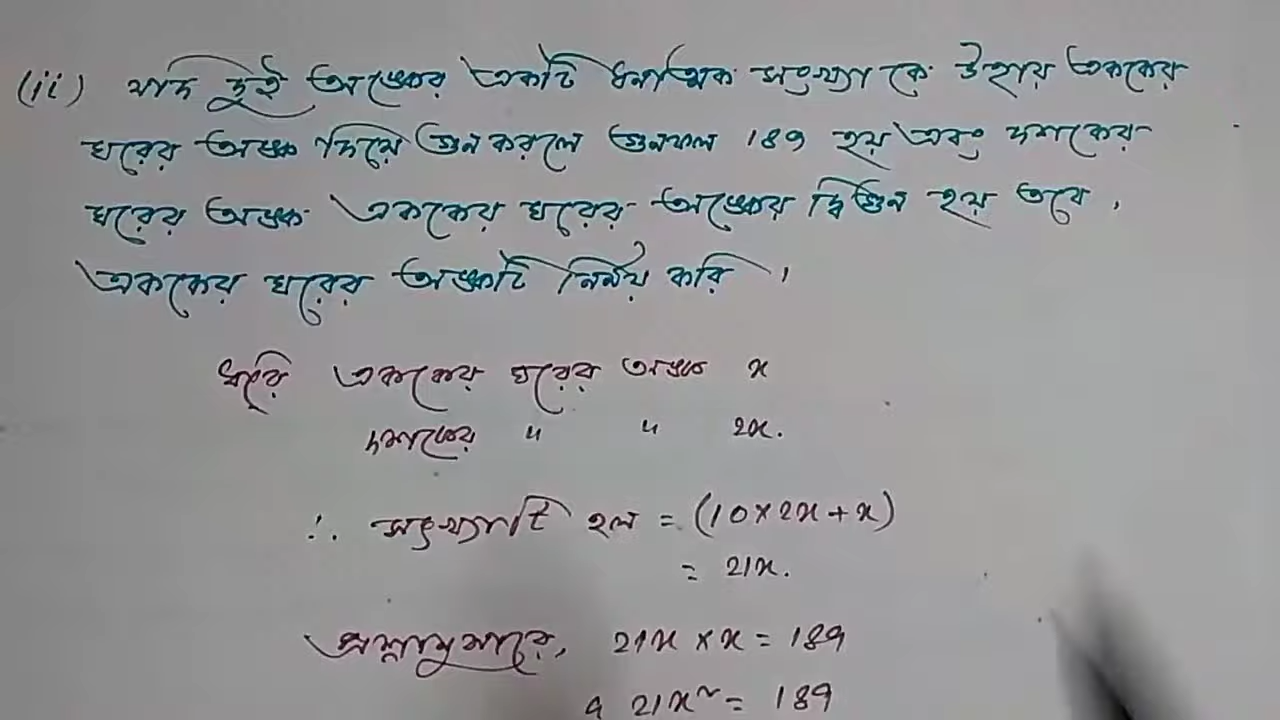 (ii) যদি দুই অঙ্কের একটি ধনাত্মক সংখ্যা কে উহার এককের
ঘরের অঙ্ক দিয়ে গুন করলে গুনফল 189 হয় এবং দশকের
ঘরের অঙ্ক এককের ঘরের অঙ্কের দ্বিগুন হয় তবে,
এককের ঘরের অঙ্কটি নির্নয় করি।
ধরি এককের ঘরের অঙ্ক x
দশকের " " 2x.
∴ সংখ্যাটি হল = (10×2x+x)
= 21x.
প্রশ্নানুসারে, 21x × x = 189
21x² = 189